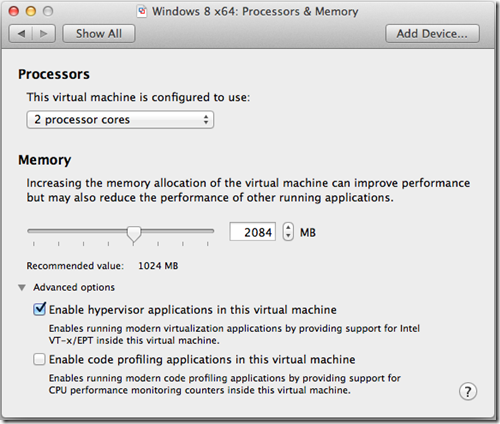 Windows 8 x64: Processors & Memory
Show All
Add Device...
Processors
This virtual machine is configured to use:
2 processor cores
Memory
Increasing the memory allocation of the virtual machine can improve performance
but may also reduce the performance of other running applications.
2084 MB
Recommended value: 1024 MB
Advanced options
Enable hypervisor applications in this virtual machine
Enables running modern virtualization applications by providing support for Intel
VT-x/EPT inside this virtual machine.
Enable code profiling applications in this virtual machine
Enables running modern code profiling applications by providing support for
CPU performance monitoring counters inside this virtual machine.
?